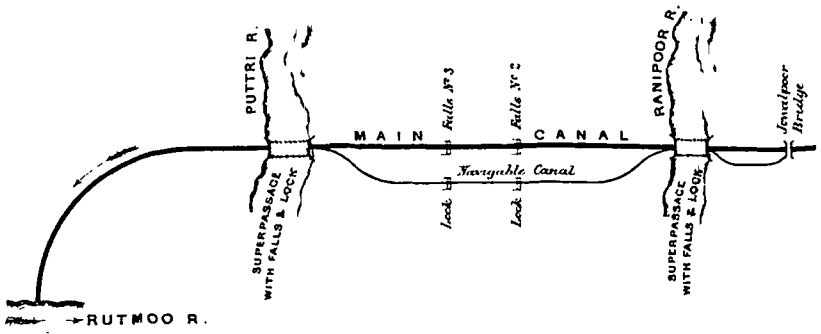 PUTTRI R.
Falls Nº 3
Falls Nº 2
RANIPOOR R.
Jowalpoor
Bridge
MAIN CANAL
Navigable Canal
Lock
Lock
SUPERPASSAGE
WITH FALLS & LOCK
SUPERPASSAGE
WITH FALLS & LOCK
RUTMOO R.